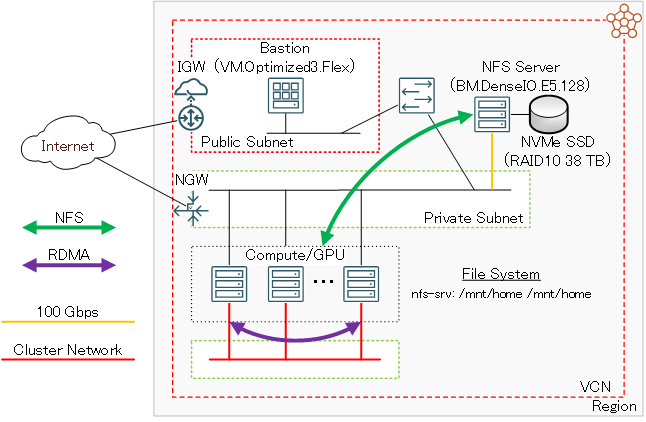 Bastion
IGW (VM.Optimized3.Flex)
NFS Server
(BM.DenseIO.E5.128)
Public Subnet
NVMe SSD
(RAID10 38 TB)
Internet
NGW
Private Subnet
NFS
RDMA
Compute/GPU
...
File System
nfs-srv: /mnt/home /mnt/home
100 Gbps
Cluster Network
VCN
Region